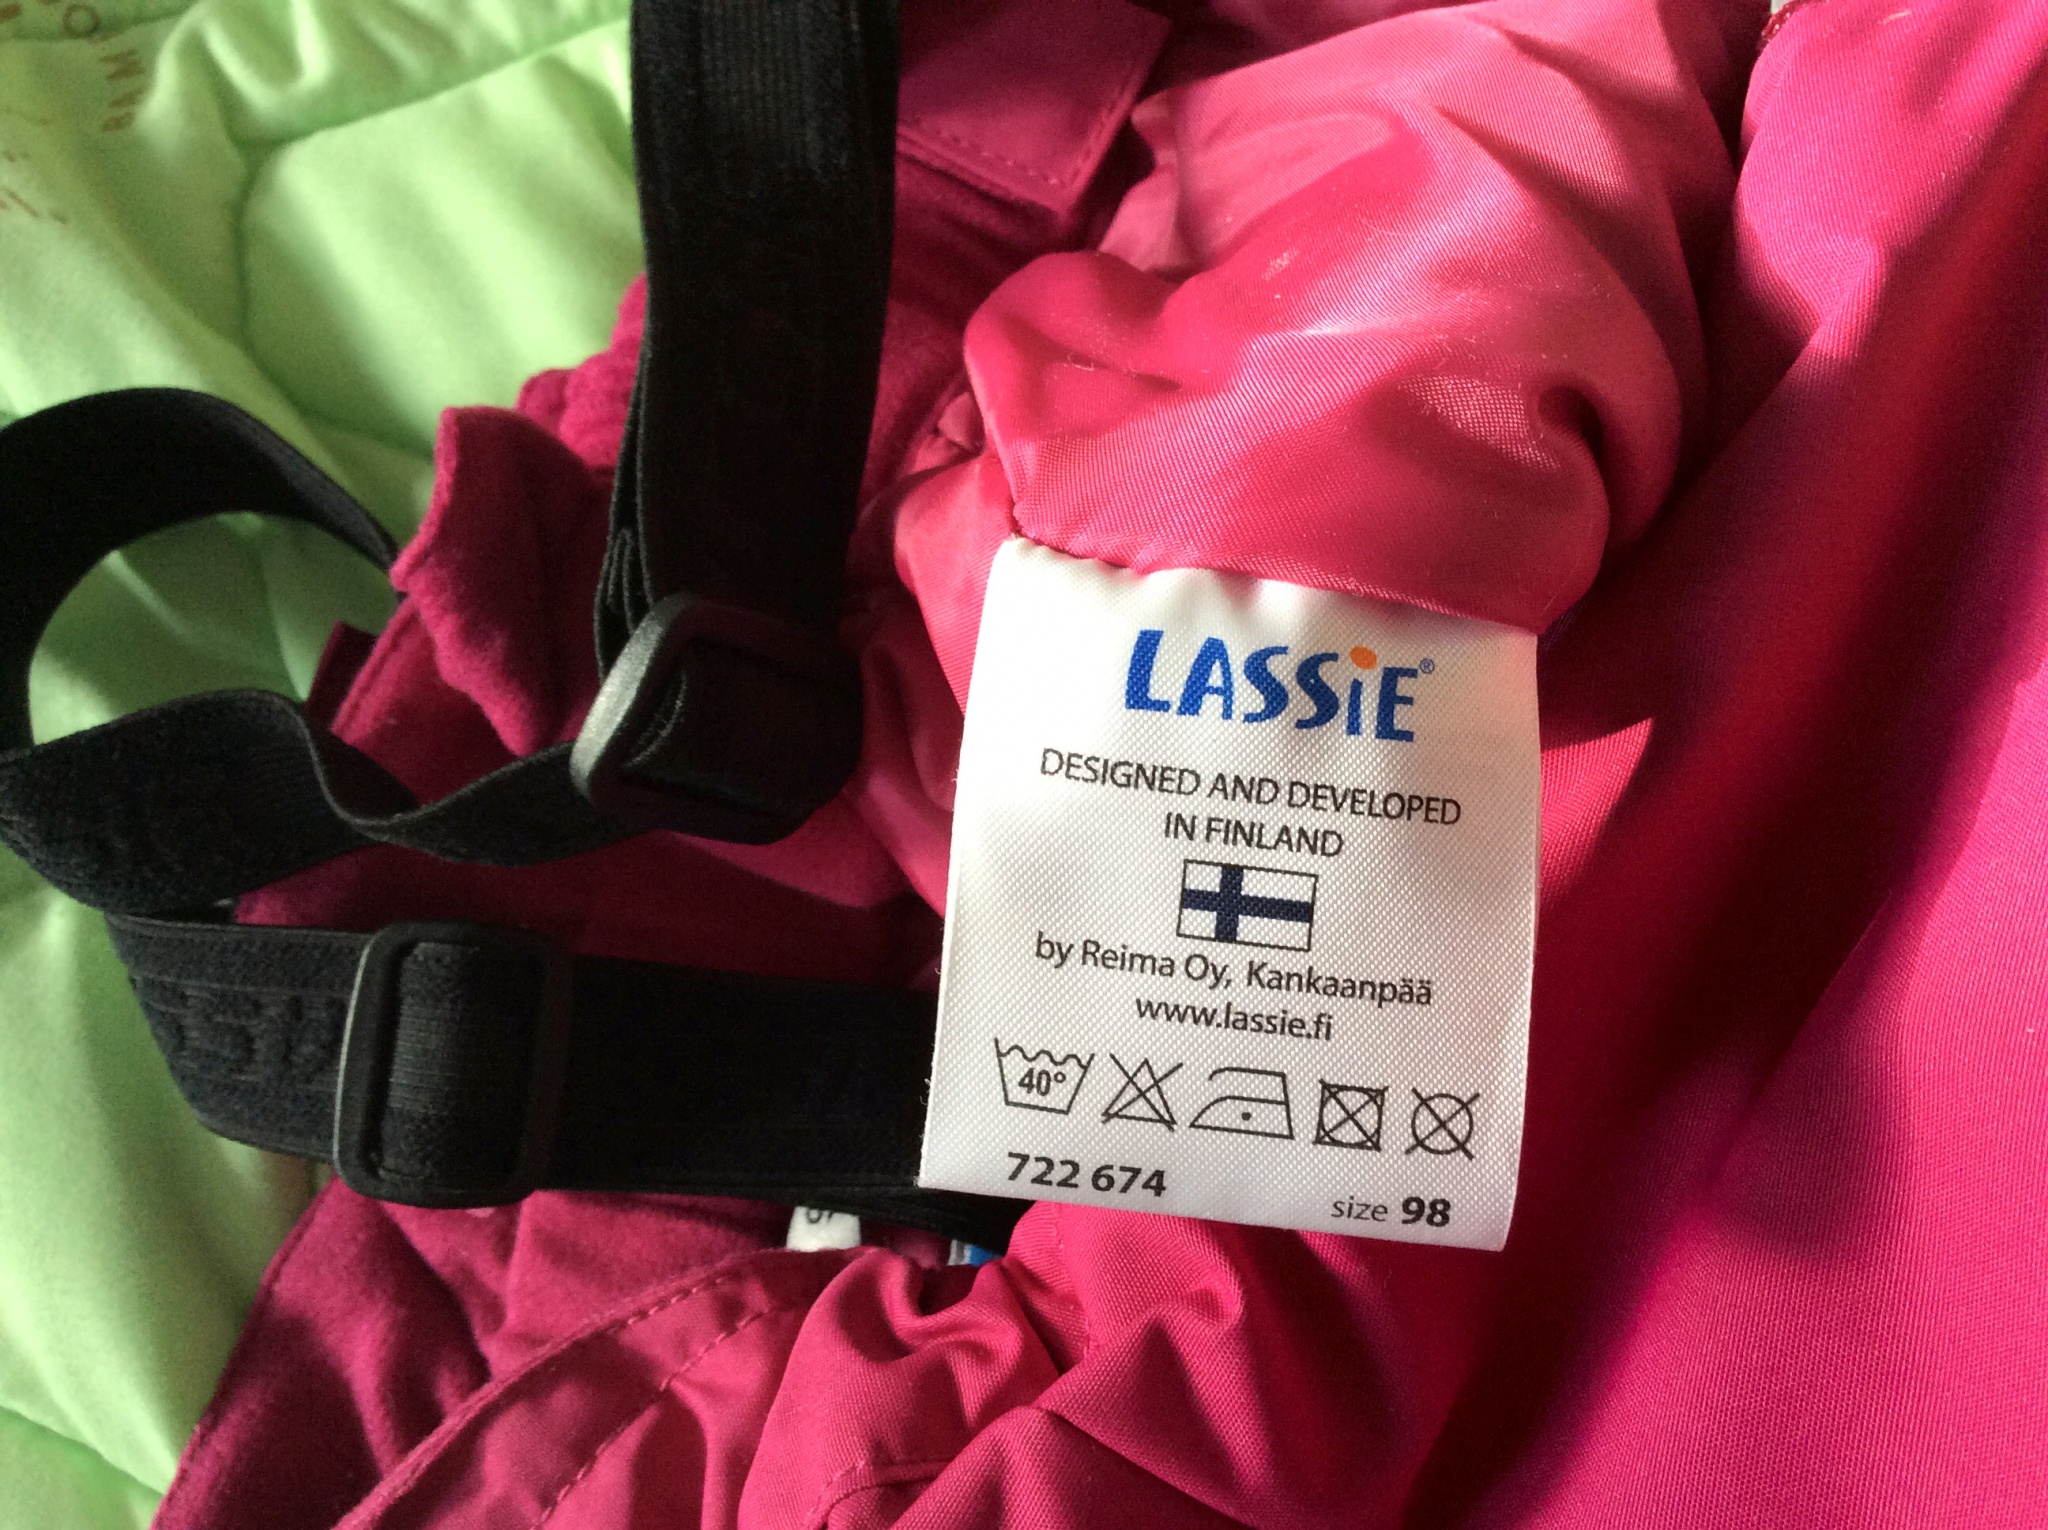 LASSiE®
DESIGNED AND DEVELOPED
IN FINLAND
by Reima Oy, Kankaanpää
www.lassie.fi
40°
722 674
size 98